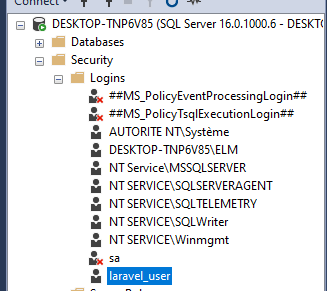 Connect
DESKTOP-TNP6V85 (SQL Server 16.0.1000.6 - DESKT
Databases
Security
Logins
##MS_PolicyEventProcessingLogin##
##MS_PolicyTsqlExecutionLogin##
AUTORITE NT\Système
DESKTOP-TNP6V85\ELM
NT Service\MSSQLSERVER
NT SERVICE\SQLSERVERAGENT
NT SERVICE\SQLTELEMETRY
NT SERVICE\SQLWriter
NT SERVICE\Winmgmt
sa
laravel_user